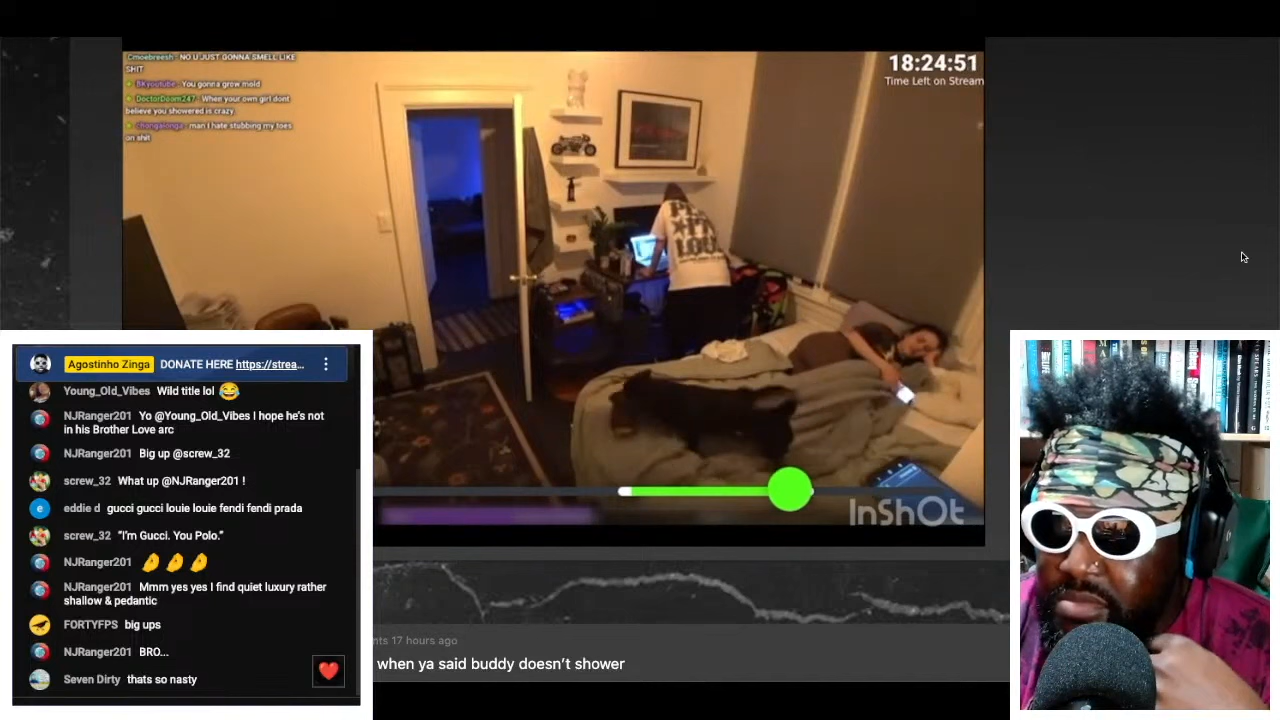 Cmoebreesh: NO U JUST GONNA SMELL LIKE
SHIT
BKyoutube: You gonna grow mold
DoctorDoom247: When your own girl dont
believe you showered is crazy
man I hate stubbing my toes
on shit
18:24:51
Time Left on Stream
InShOt
Agostinho Zinga DONATE HERE https://strea...
Young_Old_Vibes Wild title lol 😂
NJRanger201 Yo @Young_Old_Vibes I hope he's not
in his Brother Love arc
NJRanger201 Big up @screw_32
screw_32 What up @NJRanger201 !
eddie d gucci gucci louie louie fendi fendi prada
screw_32 "I'm Gucci. You Polo."
NJRanger201 🤌 🤌 🤌
NJRanger201 Mmm yes yes I find quiet luxury rather
shallow & pedantic
FORTYFPS big ups
NJRanger201 BRO...
Seven Dirty thats so nasty
nts 17 hours ago
when ya said buddy doesn't shower